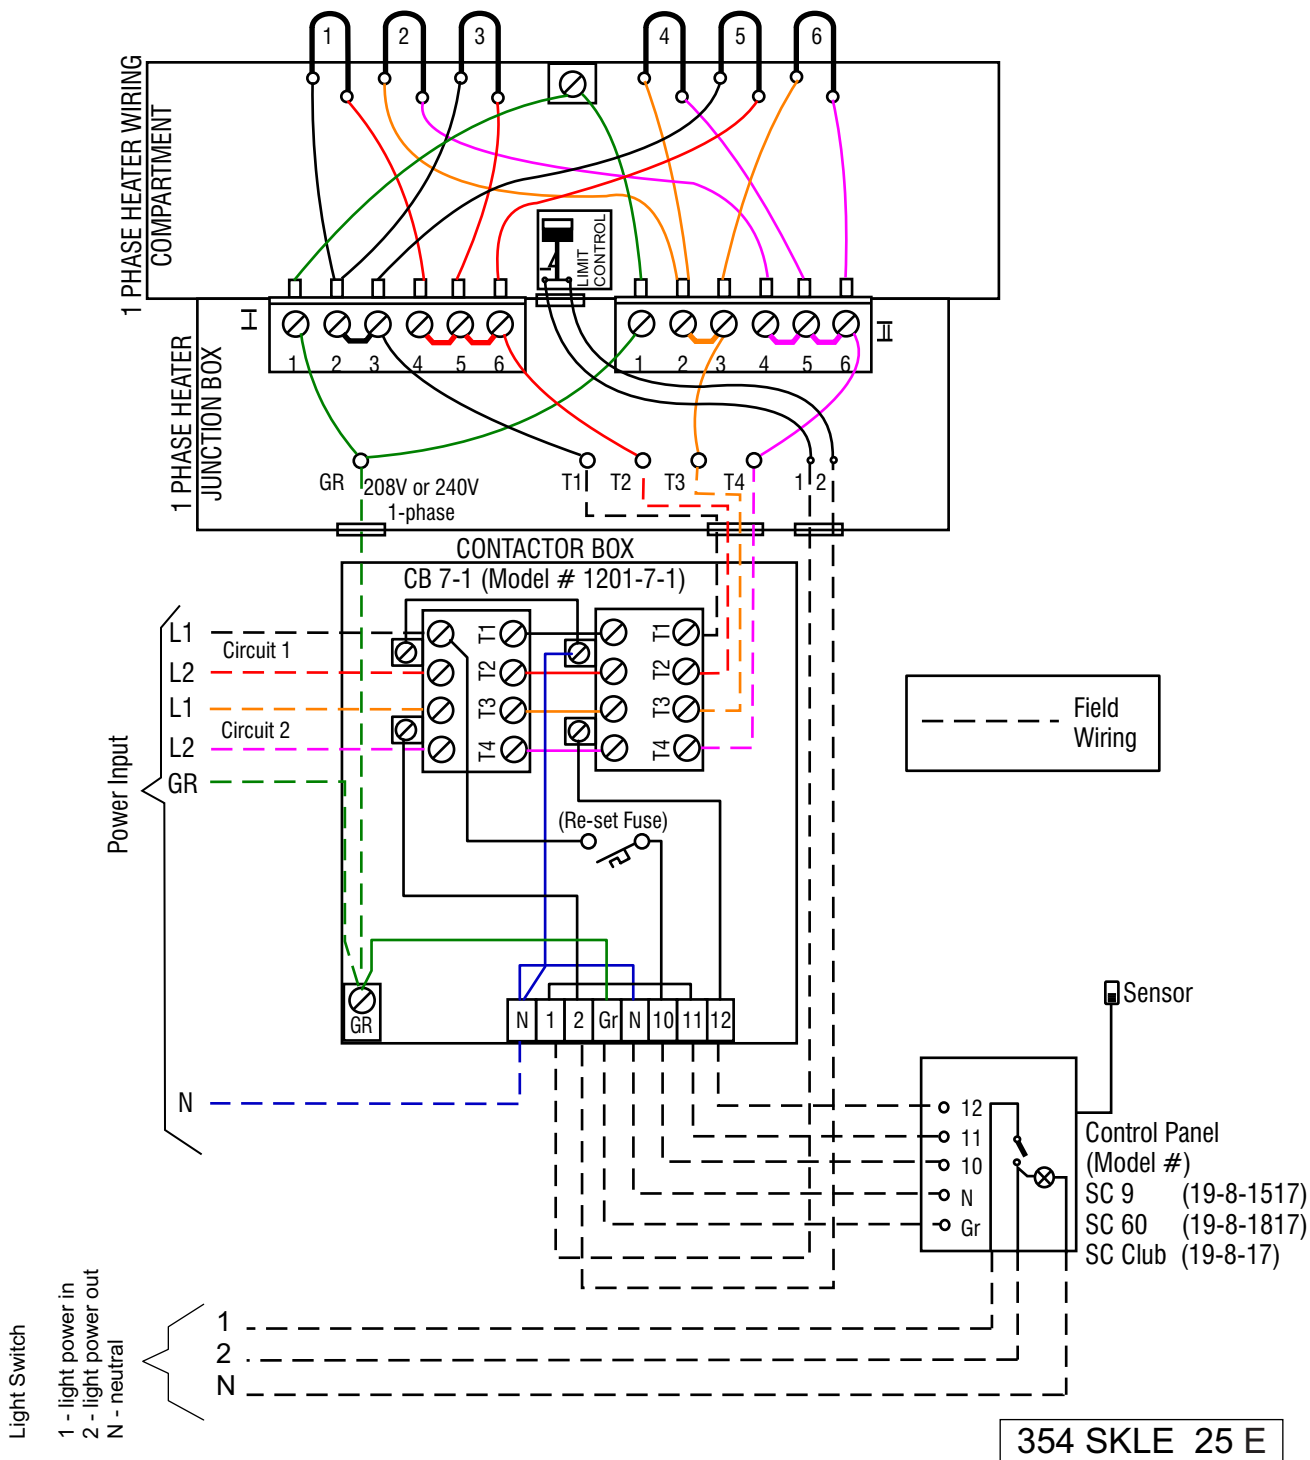 1 2 3 4 5 6
1 PHASE HEATER WIRING
COMPARTMENT
LIMIT
CONTROL
1 PHASE HEATER
JUNCTION BOX
I
1 2 3 4 5 6
II
1 2 3 4 5 6
GR T1 T2 T3 T4 1 2
208V or 240V
1-phase
CONTACTOR BOX
CB 7-1 (Model # 1201-7-1)
Power Input
L1
Circuit 1
L2
L1
Circuit 2
L2
GR
N
T1
T2
T3
T4
T1
T2
T3
T4
(Re-set Fuse)
GR
N 1 2 Gr N 10 11 12
Field
Wiring
Sensor
12
11
10
N
Gr
Control Panel
(Model #)
SC 9 (19-8-1517)
SC 60 (19-8-1817)
SC Club (19-8-17)
Light Switch
1 - light power in
2 - light power out
N - neutral
1
2
N
354 SKLE 25 E